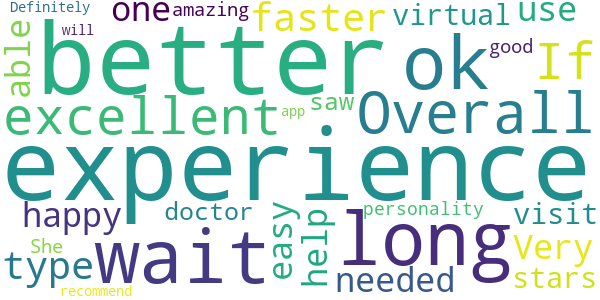 Definitely one amazing faster virtual use
will
able better ok good If
excellent app saw Overall
experience
happy doctor easy help personality visit
She wait long Very
type needed stars
recommend